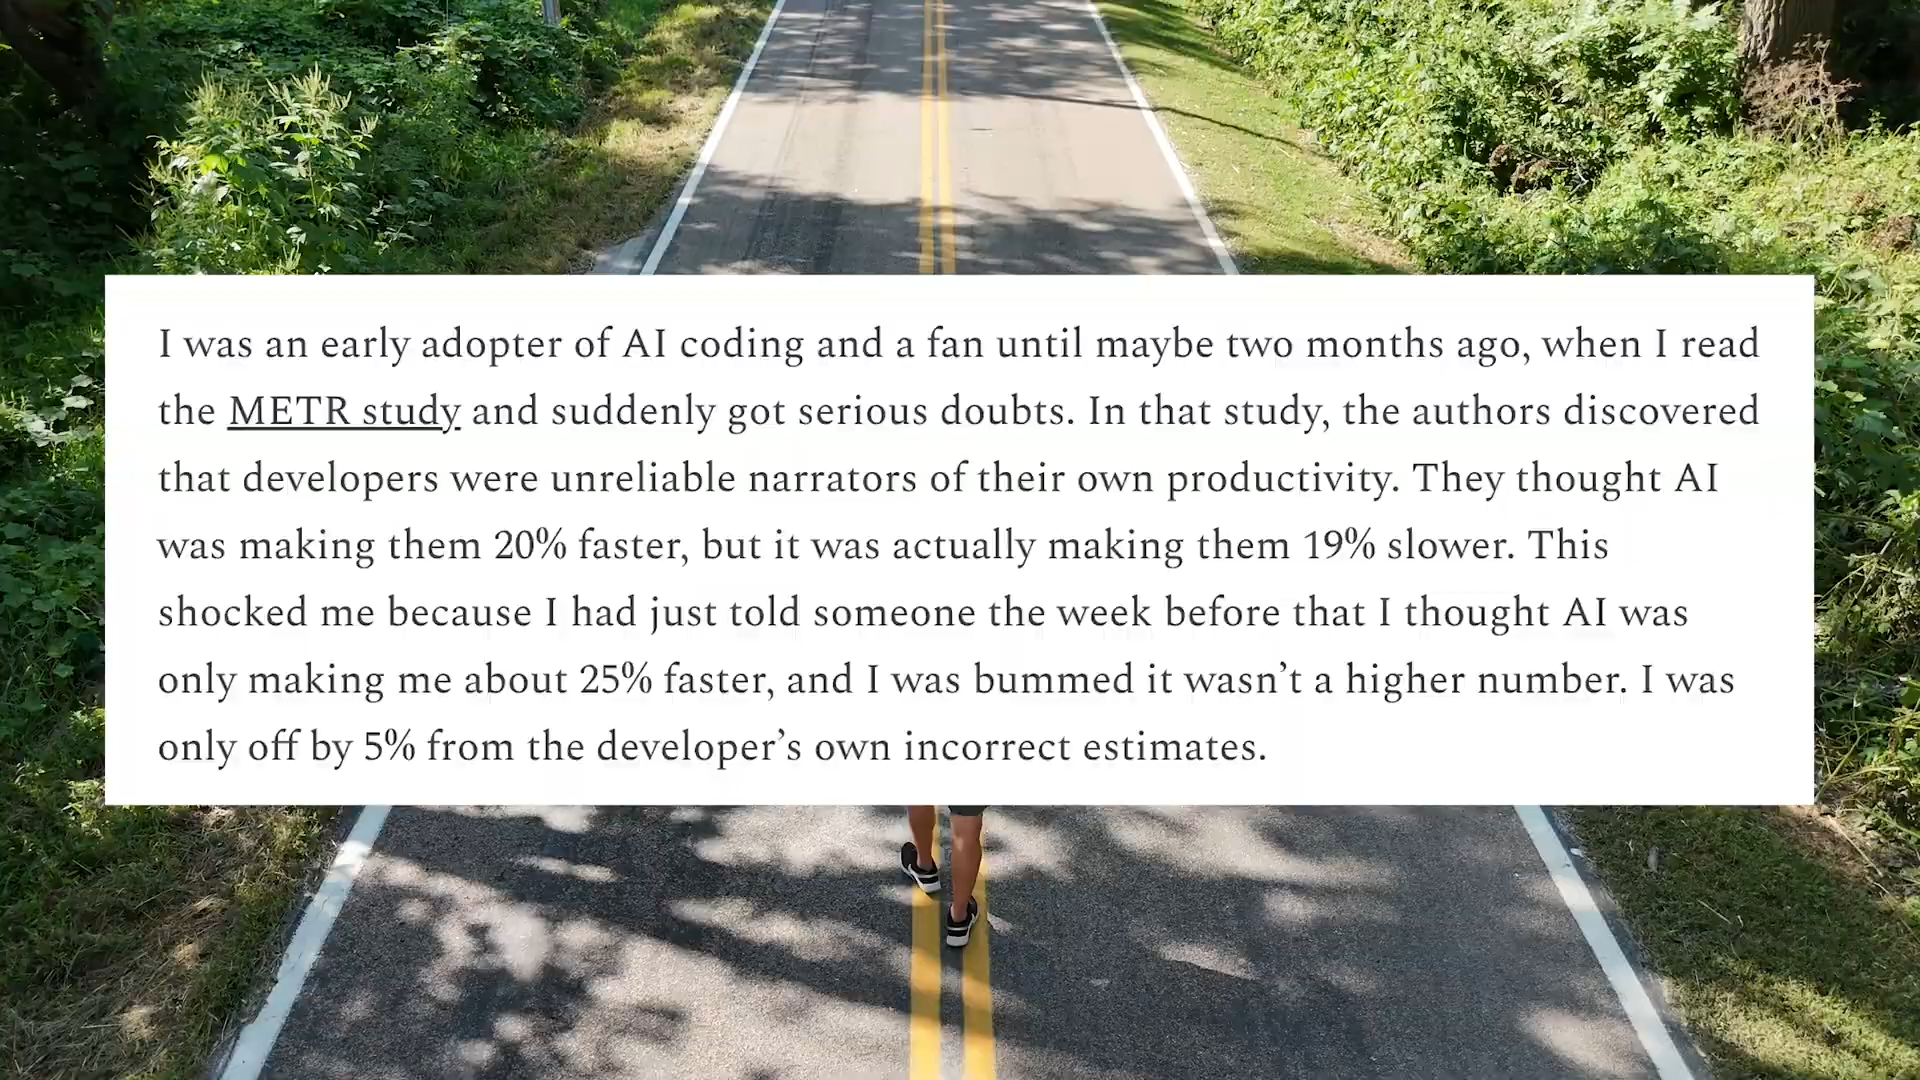 I was an early adopter of AI coding and a fan until maybe two months ago, when I read
the METR study and suddenly got serious doubts. In that study, the authors discovered
that developers were unreliable narrators of their own productivity. They thought AI
was making them 20% faster, but it was actually making them 19% slower. This
shocked me because I had just told someone the week before that I thought AI was
only making me about 25% faster, and I was bummed it wasn’t a higher number. I was
only off by 5% from the developer’s own incorrect estimates.